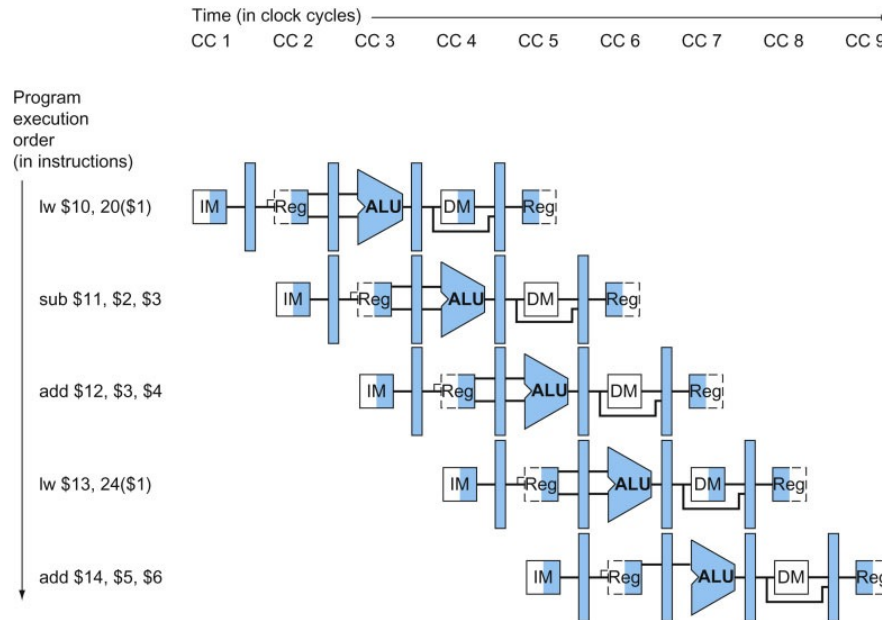 Time (in clock cycles)
CC 1 CC 2 CC 3 CC 4 CC 5 CC 6 CC 7 CC 8 CC 9
Program
execution
order
(in instructions)
lw $10, 20($1) IM Reg ALU DM Reg
sub $11, $2, $3 IM Reg ALU DM Reg
add $12, $3, $4 IM Reg ALU DM Reg
lw $13, 24($1) IM Reg ALU DM Reg
add $14, $5, $6 IM Reg ALU DM Reg